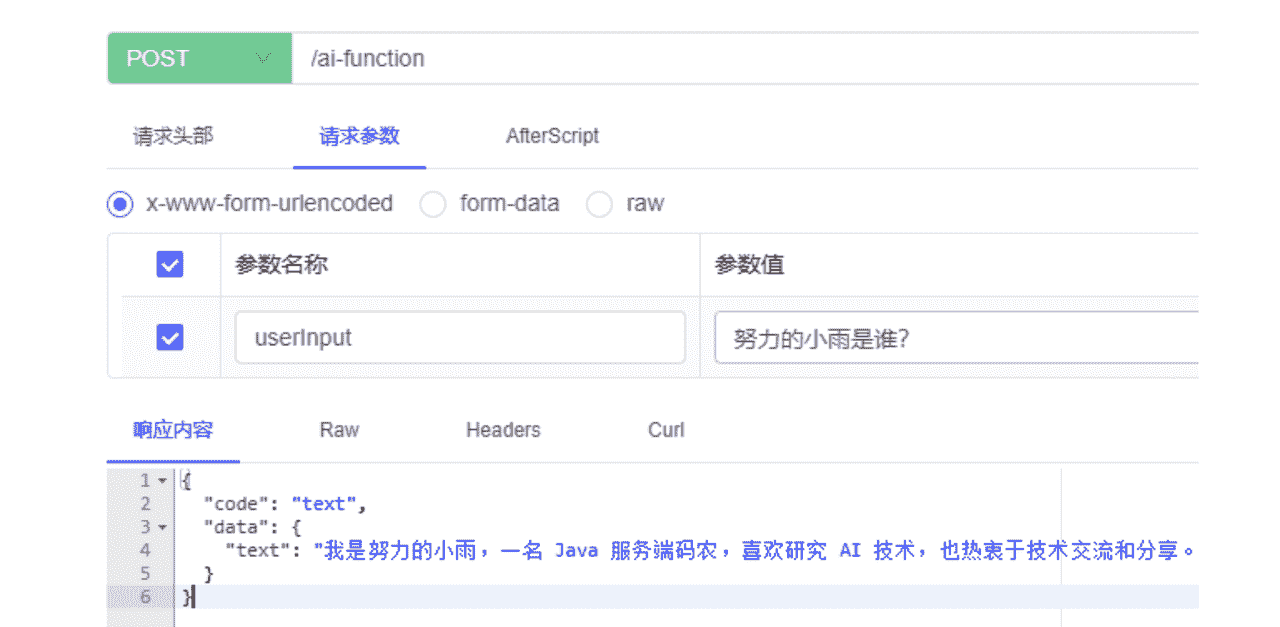 POST /ai-function
请求头部 请求参数 AfterScript
x-www-form-urlencoded form-data raw
参数名称 参数值
userInput 努力的小雨是谁?
响应内容 Raw Headers Curl
1 {
2 "code": "text",
3 "data": {
4 "text": "我是努力的小雨，一名 Java 服务端码农，喜欢研究 AI 技术，也热衷于技术交流和分享。
5 }
6 }